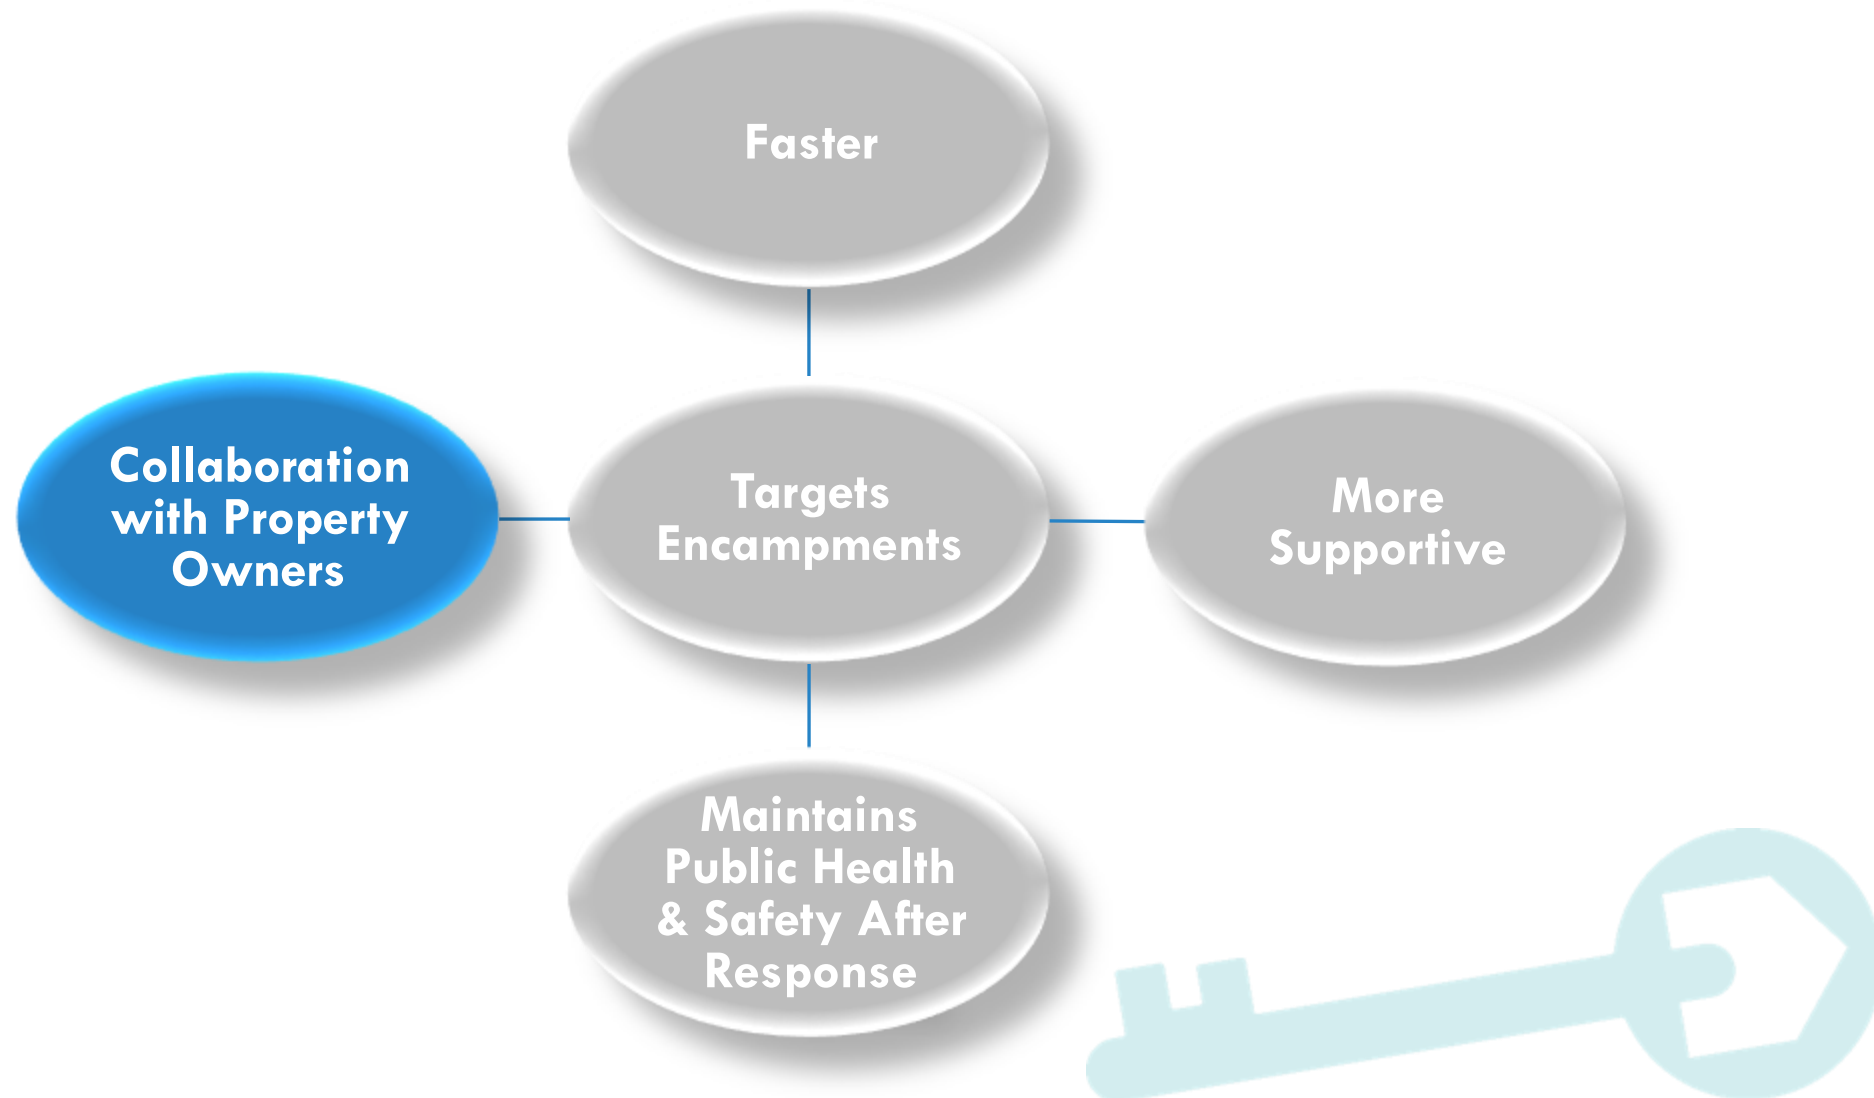 Faster
Collaboration
with Property
Owners
Targets
Encampments
More
Supportive
Maintains
Public Health
& Safety After
Response